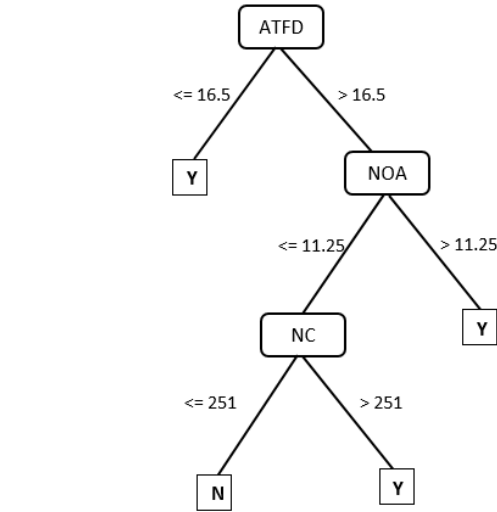 ATFD
<= 16.5
> 16.5
Y
NOA
<= 11.25
> 11.25
NC
Y
<= 251
> 251
N
Y